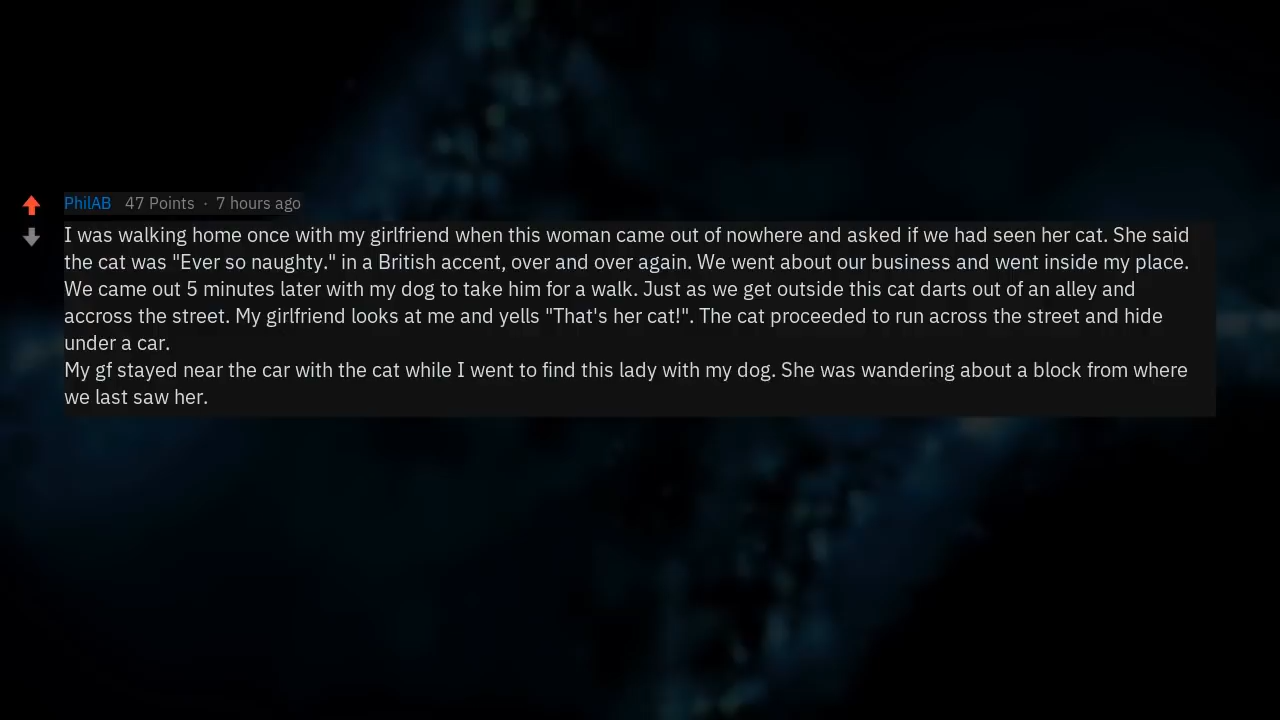 PhilAB 47 Points · 7 hours ago
I was walking home once with my girlfriend when this woman came out of nowhere and asked if we had seen her cat. She said
the cat was "Ever so naughty." in a British accent, over and over again. We went about our business and went inside my place.
We came out 5 minutes later with my dog to take him for a walk. Just as we get outside this cat darts out of an alley and
accross the street. My girlfriend looks at me and yells "That's her cat!". The cat proceeded to run across the street and hide
under a car.
My gf stayed near the car with the cat while I went to find this lady with my dog. She was wandering about a block from where
we last saw her.